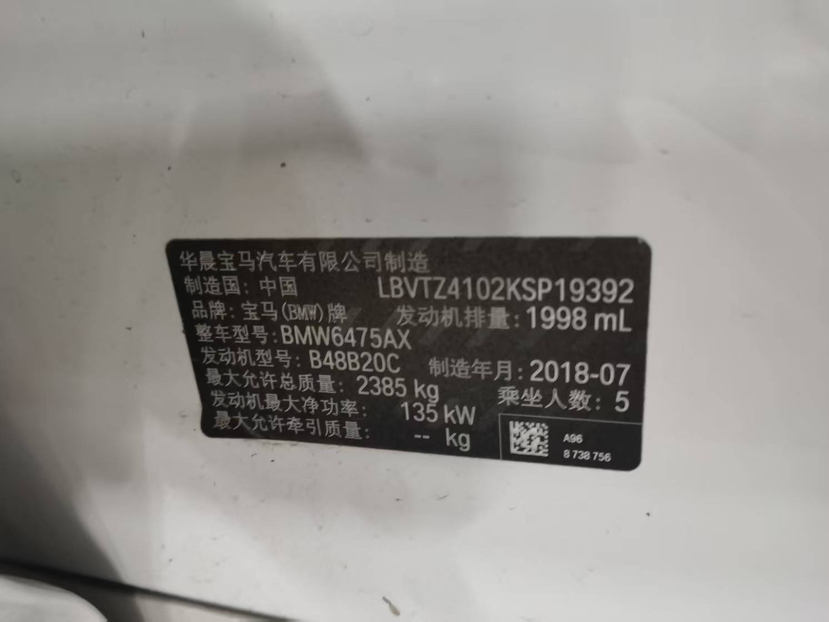 华晨宝马汽车有限公司制造
制造国: 中国 LBVTZ4102KSP19392
品牌: 宝马(BMW)牌 发动机排量: 1998 mL
整车型号: BMW6475AX
发动机型号: B48B20C 制造年月: 2018-07
最大允许总质量: 2385 kg 乘坐人数: 5
发动机最大净功率: 135 kW
最大允许牵引质量: -- kg
A96
8 738 756